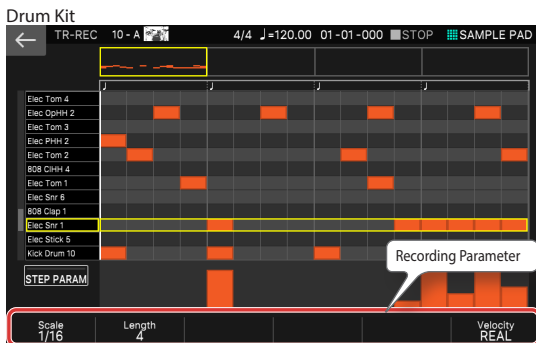 Drum Kit
TR-REC 10 - A 4/4 ♩=120.00 01-01-000 STOP SAMPLE PAD
Elec Tom 4
Elec OpHH 2
Elec Tom 3
Elec PHH 2
Elec Tom 2
808 ClHH 4
Elec Tom 1
Elec Snr 6
808 Clap 1
Elec Snr 1
Elec Stick 5
Kick Drum 10
Recording Parameter
STEP PARAM
Scale Length Velocity
1/16 4 REAL